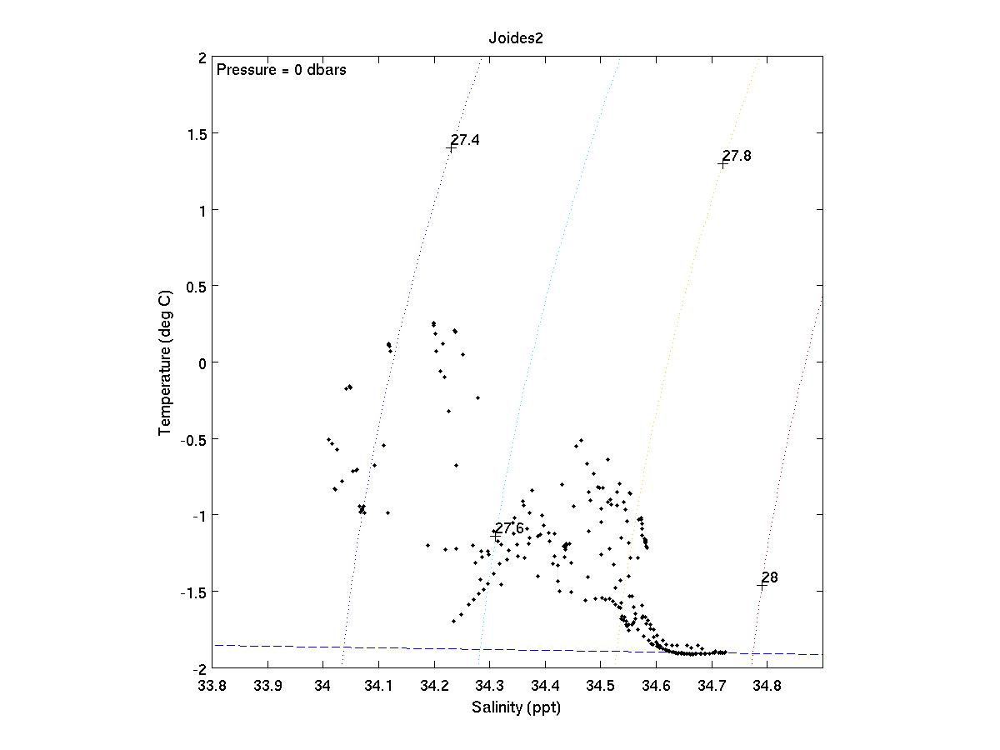 Joides2
Pressure = 0 dbars
2
1.5
1
0.5
0
-0.5
-1
-1.5
-2
Temperature (deg C)
27.4
27.8
27.6
28
33.8 33.9 34 34.1 34.2 34.3 34.4 34.5 34.6 34.7 34.8
Salinity (ppt)